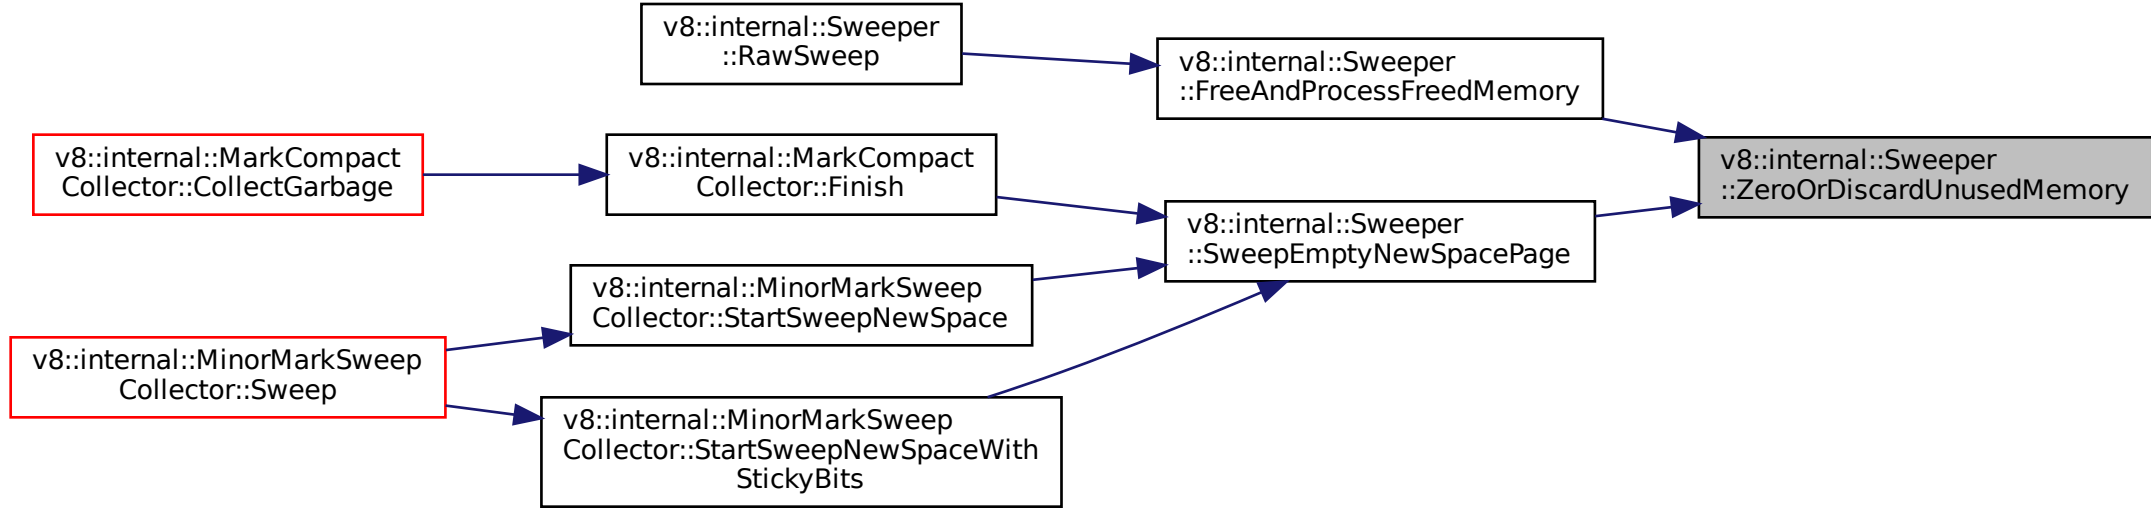 v8::internal::Sweeper
::RawSweep
v8::internal::Sweeper
::FreeAndProcessFreedMemory
v8::internal::MarkCompact
Collector::CollectGarbage
v8::internal::MarkCompact
Collector::Finish
v8::internal::Sweeper
::ZeroOrDiscardUnusedMemory
v8::internal::Sweeper
::SweepEmptyNewSpacePage
v8::internal::MinorMarkSweep
Collector::StartSweepNewSpace
v8::internal::MinorMarkSweep
Collector::Sweep
v8::internal::MinorMarkSweep
Collector::StartSweepNewSpaceWith
StickyBits